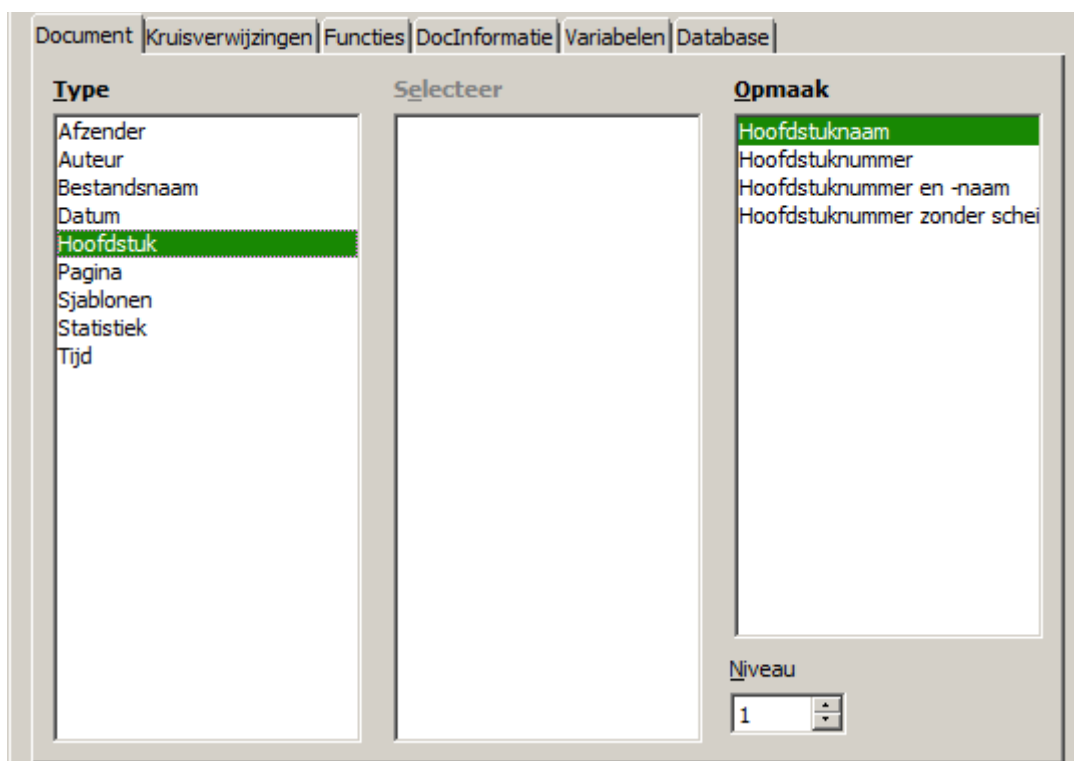 Document Kruisverwijzingen Functies DocInformatie Variabelen Database
Type
Afzender
Auteur
Bestandsnaam
Datum
Hoofdstuk
Pagina
Sjablonen
Statistiek
Tijd
Selecteer
Opmaak
Hoofdstuknaam
Hoofdstuknummer
Hoofdstuknummer en -naam
Hoofdstuknummer zonder schei
Niveau
1